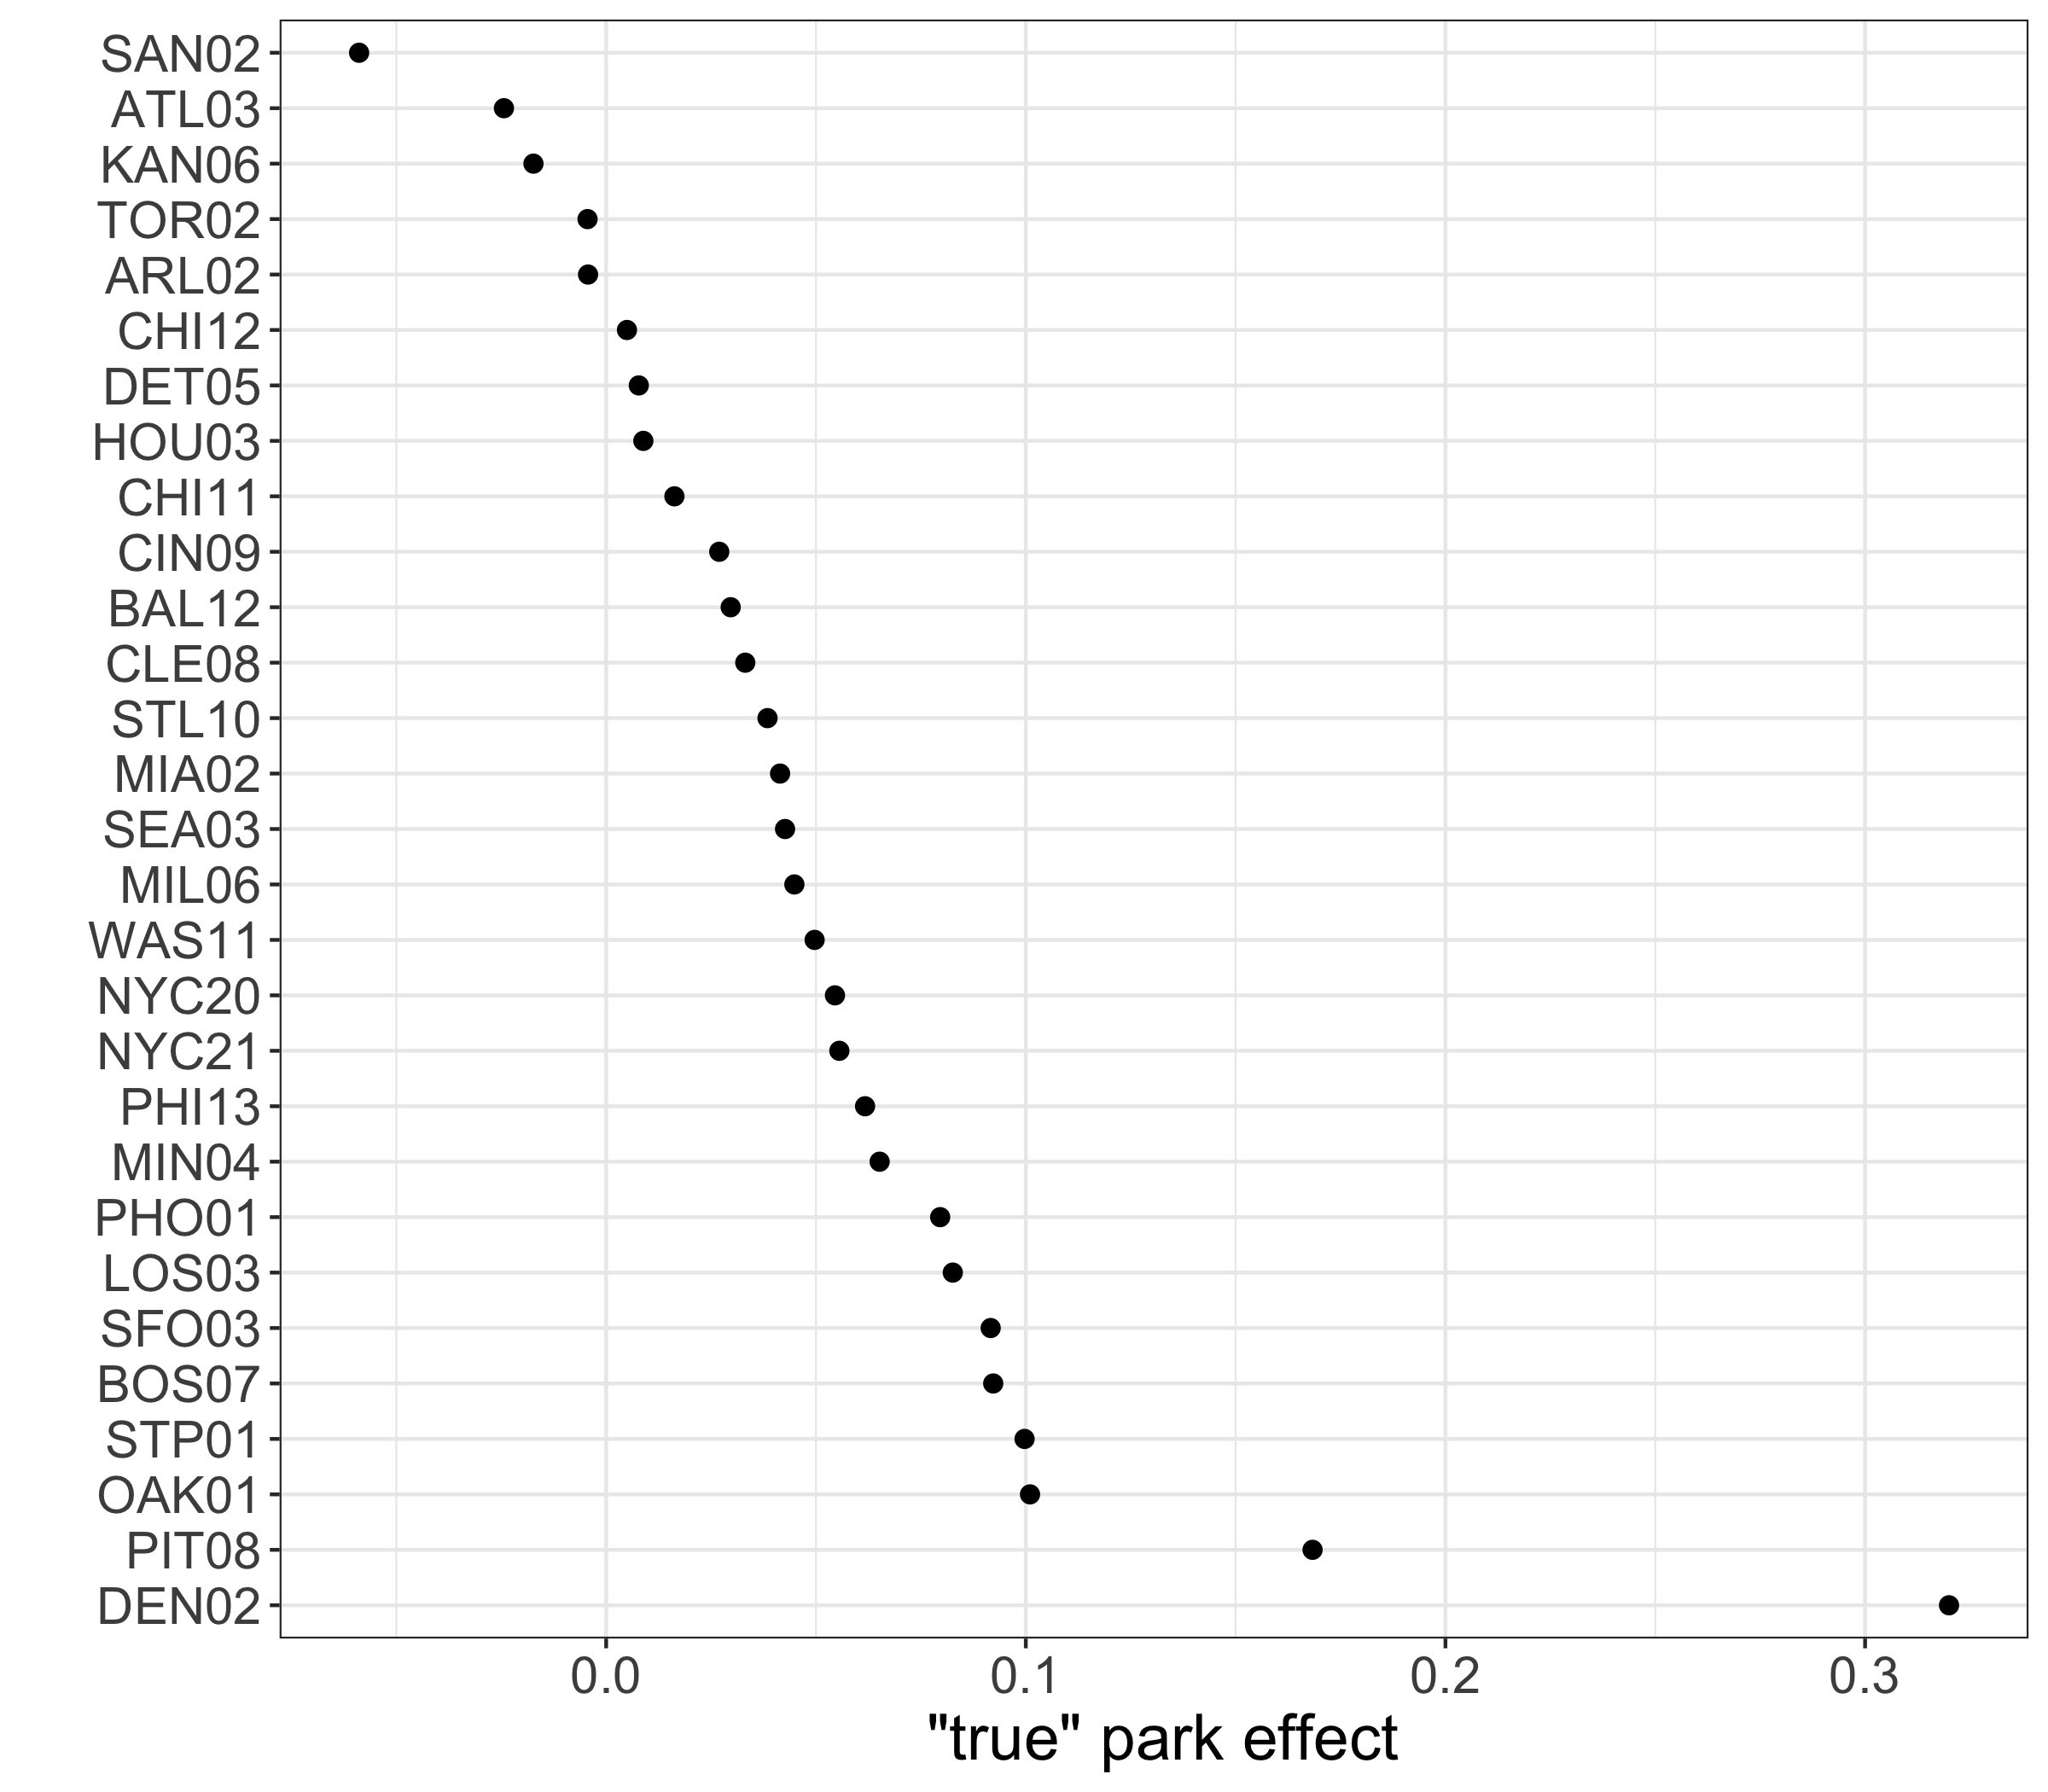 SAN02
ATL03
KAN06
TOR02
ARL02
CHI12
DET05
HOU03
CHI11
CIN09
BAL12
CLE08
STL10
MIA02
SEA03
MIL06
WAS11
NYC20
NYC21
PHI13
MIN04
PHO01
LOS03
SFO03
BOS07
STP01
OAK01
PIT08
DEN02
0.0 0.1 0.2 0.3
"true" park effect